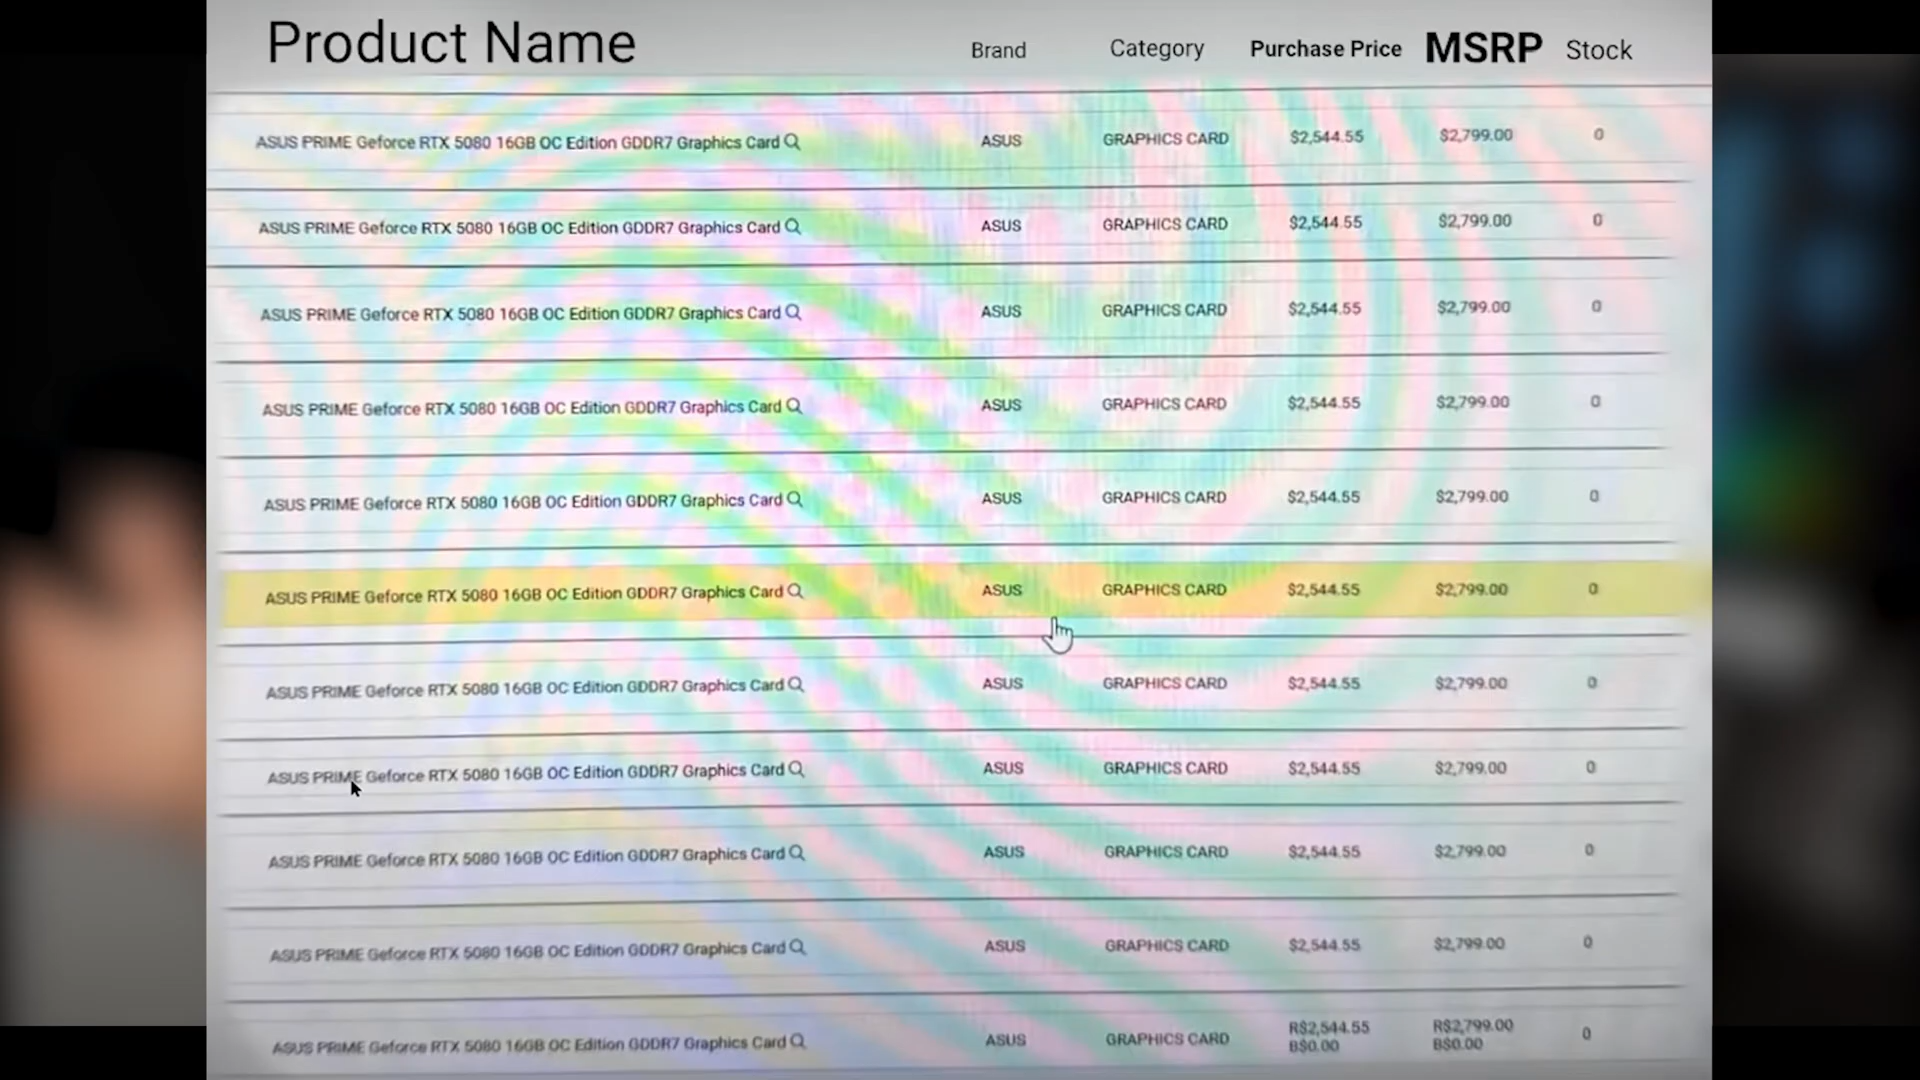 Product Name Brand Category Purchase Price MSRP Stock
ASUS PRIME Geforce RTX 5080 16GB OC Edition GDDR7 Graphics Card ASUS GRAPHICS CARD $2,544.55 $2,799.00 0
ASUS PRIME Geforce RTX 5080 16GB OC Edition GDDR7 Graphics Card ASUS GRAPHICS CARD $2,544.55 $2,799.00 0
ASUS PRIME Geforce RTX 5080 16GB OC Edition GDDR7 Graphics Card ASUS GRAPHICS CARD $2,544.55 $2,799.00 0
ASUS PRIME Geforce RTX 5080 16GB OC Edition GDDR7 Graphics Card ASUS GRAPHICS CARD $2,544.55 $2,799.00 0
ASUS PRIME Geforce RTX 5080 16GB OC Edition GDDR7 Graphics Card ASUS GRAPHICS CARD $2,544.55 $2,799.00 0
ASUS PRIME Geforce RTX 5080 16GB OC Edition GDDR7 Graphics Card ASUS GRAPHICS CARD $2,544.55 $2,799.00 0
ASUS PRIME Geforce RTX 5080 16GB OC Edition GDDR7 Graphics Card ASUS GRAPHICS CARD $2,544.55 $2,799.00 0
ASUS PRIME Geforce RTX 5080 16GB OC Edition GDDR7 Graphics Card ASUS GRAPHICS CARD $2,544.55 $2,799.00 0
ASUS PRIME Geforce RTX 5080 16GB OC Edition GDDR7 Graphics Card ASUS GRAPHICS CARD $2,544.55 $2,799.00 0
ASUS PRIME Geforce RTX 5080 16GB OC Edition GDDR7 Graphics Card ASUS GRAPHICS CARD $2,544.55 $2,799.00 0
ASUS PRIME Geforce RTX 5080 16GB OC Edition GDDR7 Graphics Card ASUS GRAPHICS CARD R$2,544.55 R$2,799.00 0
B$0.00 B$0.00